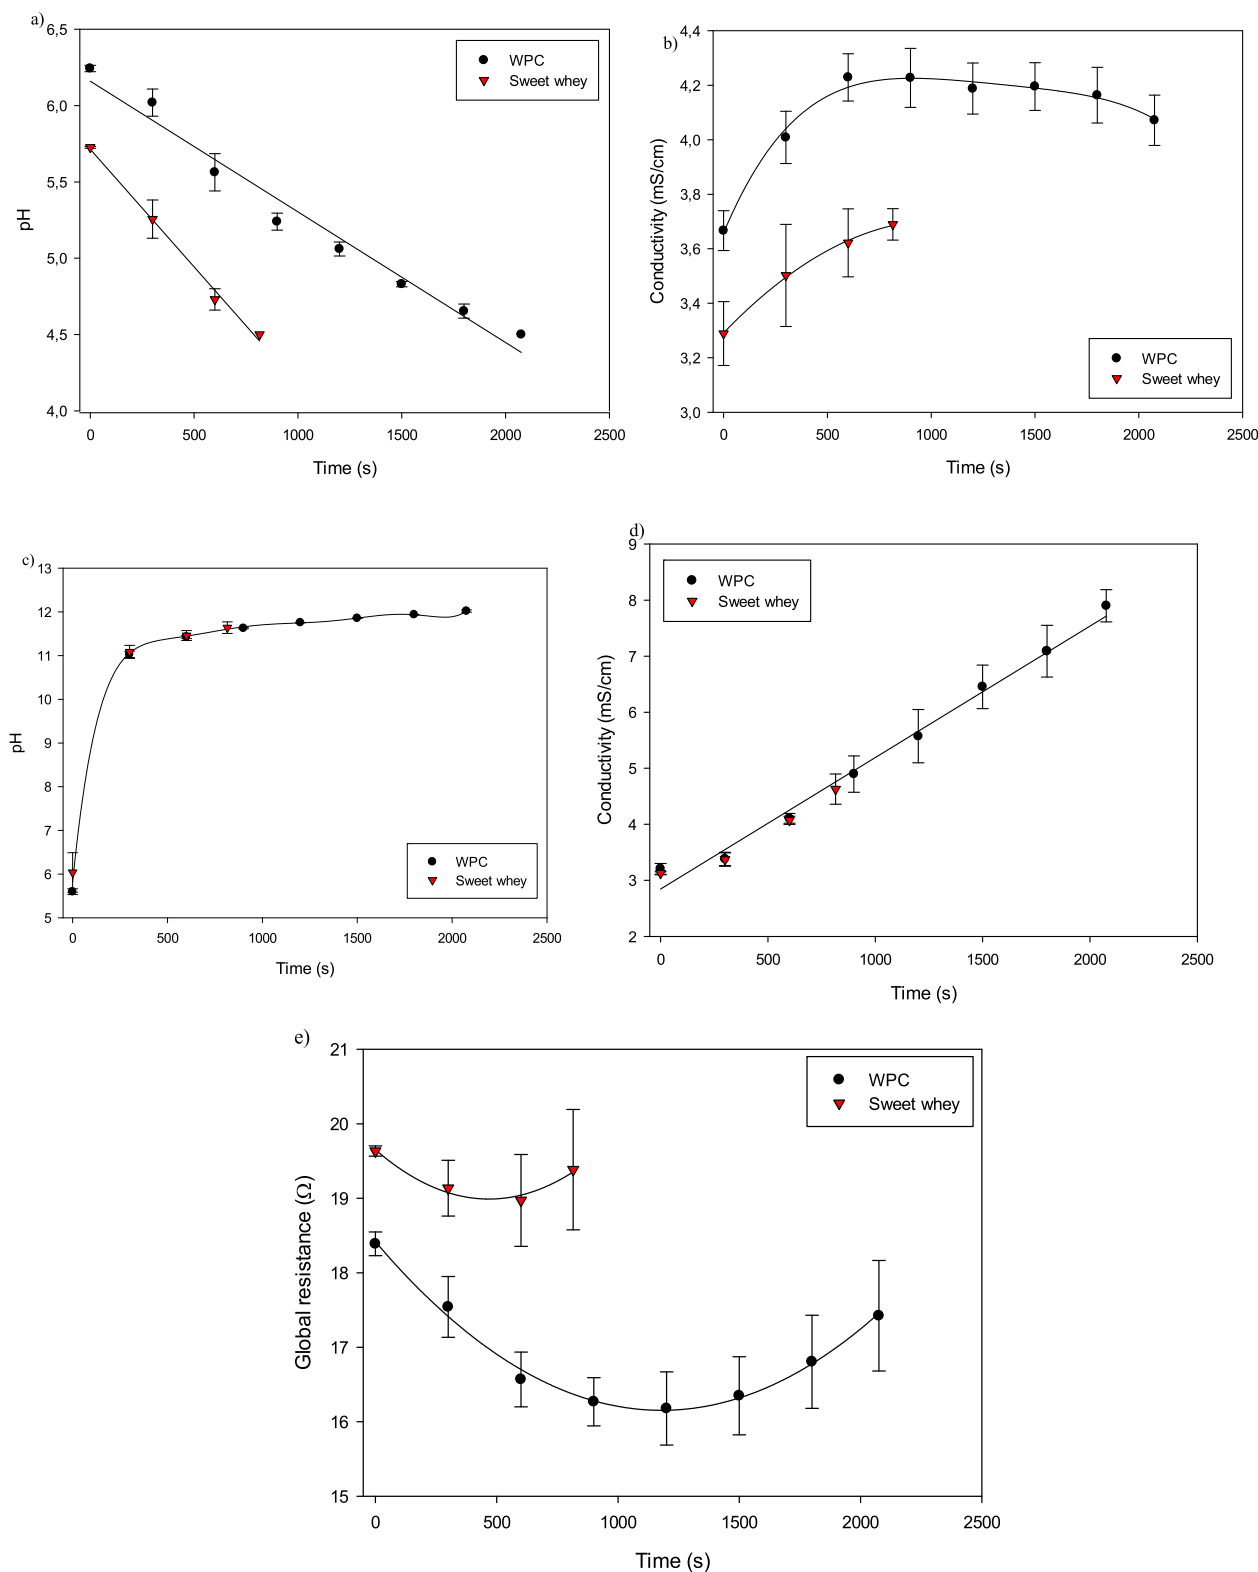 a)
6,5
6,0
5,5
5,0
4,5
4,0
pH
WPC
Sweet whey
0 500 1000 1500 2000 2500
Time (s)
b)
4,4
4,2
4,0
3,8
3,6
3,4
3,2
3,0
Conductivity (mS/cm)
WPC
Sweet whey
0 500 1000 1500 2000 2500
Time (s)
c)
13
12
11
10
9
8
7
6
5
pH
WPC
Sweet whey
0 500 1000 1500 2000 2500
Time (s)
d)
9
8
7
6
5
4
3
2
Conductivity (mS/cm)
WPC
Sweet whey
0 500 1000 1500 2000 2500
Time (s)
e)
21
20
19
18
17
16
15
Global resistance (Ω)
WPC
Sweet whey
0 500 1000 1500 2000 2500
Time (s)